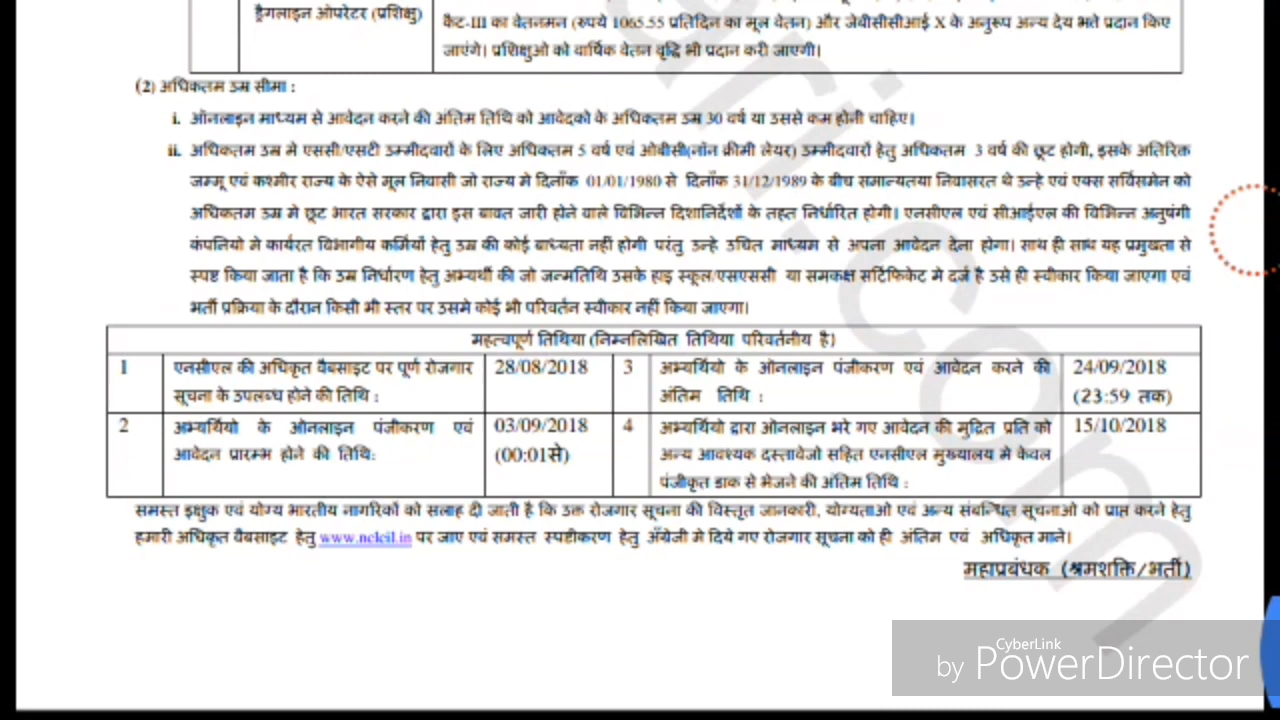 ड्रैगलाइन ओपरेटर (प्रशिक्षु)
कैट-III का वेतनमन (रुपये 1065.55 प्रतिदिन का मूल वेतन) और जेबीसीसीआई X के अनुरूप अन्य देय भत्ते प्रदान किए
जाएंगे। प्रशिक्षुओ को वार्षिक वेतन वृद्धि भी प्रदान करी जाएगी।
(2) अधिकतम उम्र सीमा :
i. ऑनलाइन माध्यम से आवेदन करने की अंतिम तिथि को आवेदको के अधिकतम उम्र 30 वर्ष या उससे कम होनी चाहिए।
ii. अधिकतम उम्र मे एससी/एसटी उम्मीदवारों के लिए अधिकतम 5 वर्ष एवं ओबीसी(नॉन क्रीमी लेयर) उम्मीदवारों हेतु अधिकतम 3 वर्ष की छूट होगी, इसके अतिरिक
जम्मू एवं कश्मीर राज्य के ऐसे मूल निवासी जो राज्य मे दिनाँक 01/01/1980 से दिनाँक 31/12/1989 के बीच समान्यतया निवासरत थे उन्हे एवं एक्स सर्विसमेन को
अधिकतम उम्र मे छूट भारत सरकार द्वारा इस बावत जारी होने वाले विभिन्न दिशानिर्देशों के तहत निर्धारित होगी। एनसीएल एवं सीआईएल की विभिन्न अनुषंगी
कंपनियो मे कार्यरत विभागीय कर्मियों हेतु उम्र की कोई बाध्यता नहीं होगी परंतु उन्हे उचित माध्यम से अपना आवेदन देना होगा। साथ ही साथ यह प्रमुखता से
स्पष्ट किया जाता है कि उम्र निर्धारण हेतु अभ्यर्थी की जो जन्मतिथि उसके हाइ स्कूल/एसएससी या समकक्ष सर्टिफिकेट मे दर्ज है उसे ही स्वीकार किया जाएगा एवं
भर्ती प्रक्रिया के दौरान किसी भी स्तर पर उसमे कोई भी परिवर्तन स्वीकार नहीं किया जाएगा।
महत्वपूर्ण तिथिया (निम्नलिखित तिथिया परिवर्तनीय है)
1 एनसीएल की अधिकृत वैबसाइट पर पूर्ण रोजगार 28/08/2018 3 अभ्यर्थियो के ऑनलाइन पंजीकरण एवं आवेदन करने की 24/09/2018
सूचना के उपलब्ध होने की तिथि : अंतिम तिथि : (23:59 तक)
2 अभ्यर्थियो के ओनलाइन पंजीकरण एवं 03/09/2018 4 अभ्यर्थियो द्वारा ओनलाइन भरे गए आवेदन की मुद्रित प्रति को 15/10/2018
आवेदन प्रारम्भ होने की तिथि: (00:01से) अन्य आवश्यक दस्तावेजो सहित एनसीएल मुख्यालय मे केवल
पंजीकृत डाक से भेजने की अंतिम तिथि :
समस्त इक्षुक एवं योग्य भारतीय नागरिकों को सलाह दी जाती है कि उक्त रोजगार सूचना की विस्तृत जानकारी, योग्यताओ एवं अन्य संबन्धित सूचनाओ को प्राप्त करने हेतु
हमारी अधिकृत वैबसाइट हेतु www.nclcil.in पर जाए एवं समस्त स्पष्टीकरण हेतु अँग्रेजी मे दिये गए रोजगार सूचना को ही अंतिम एवं अधिकृत माने।
महाप्रबंधक (श्रमशक्ति/भर्ती)
CyberLink
by PowerDirector